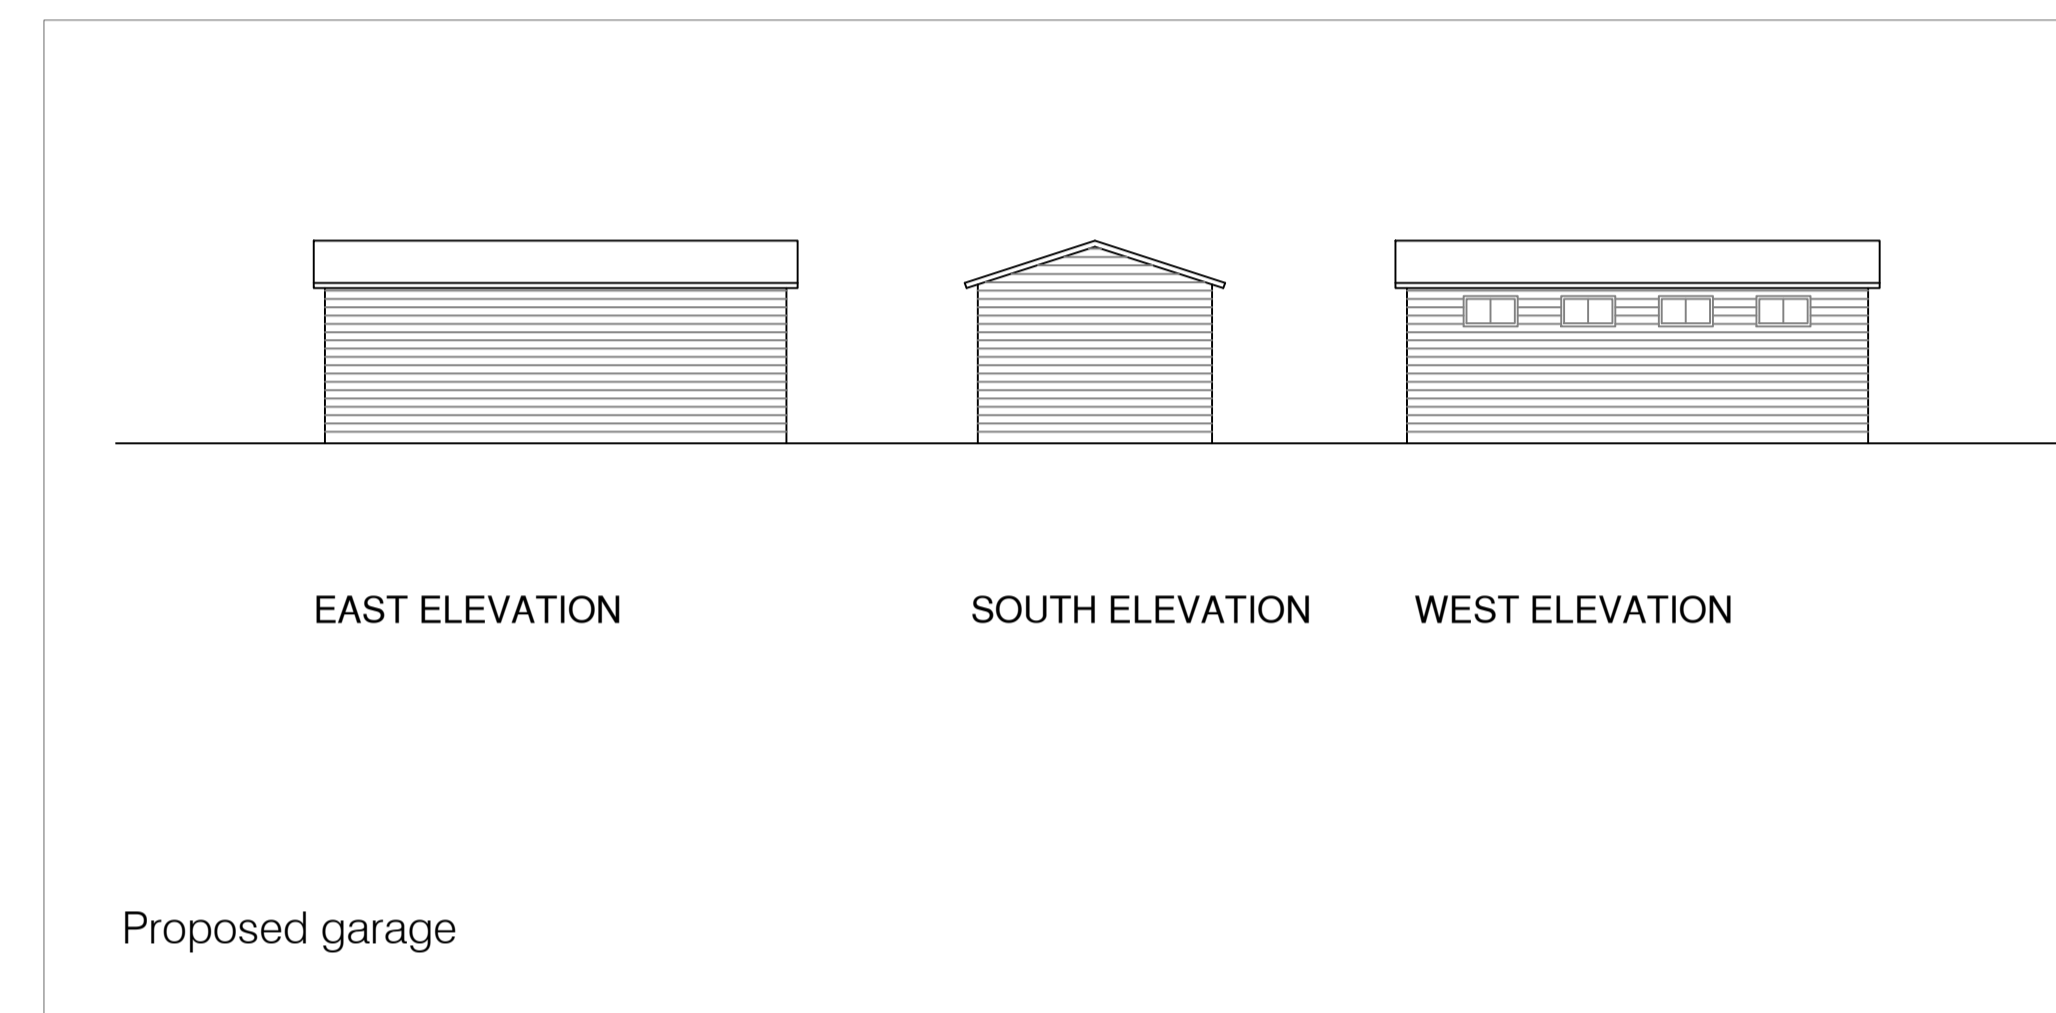 EAST ELEVATION
SOUTH ELEVATION
WEST ELEVATION
Proposed garage